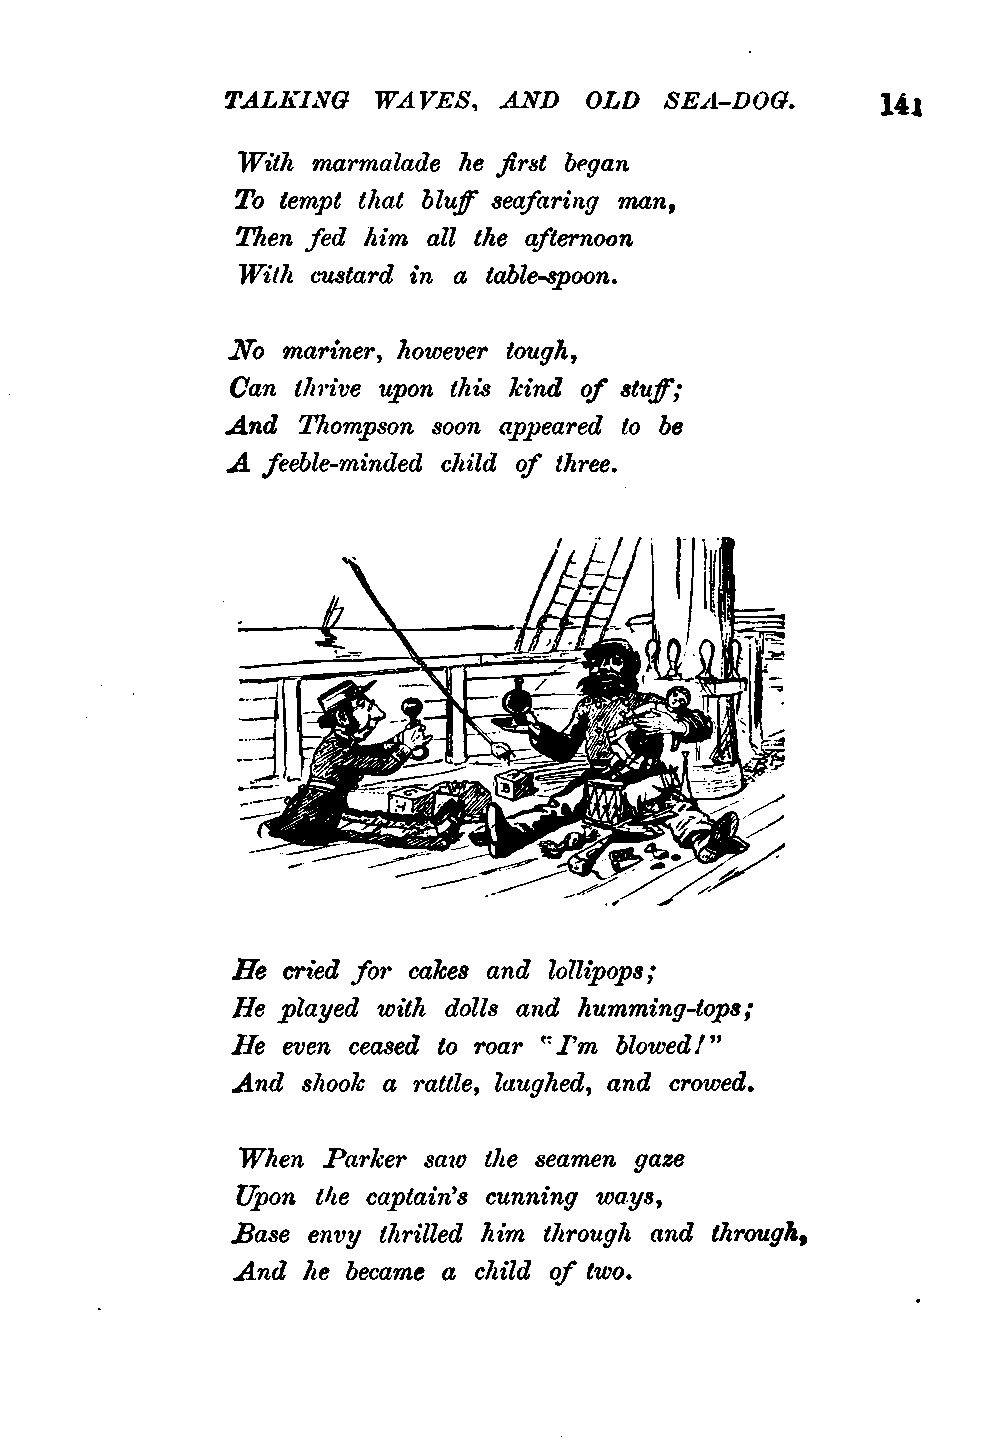 TALKING WAVES, AND OLD SEA-DOG. 141
With marmalade he first began
To tempt that bluff seafaring man,
Then fed him all the afternoon
With custard in a table-spoon.
No mariner, however tough,
Can thrive upon this kind of stuff;
And Thompson soon appeared to be
A feeble-minded child of three.
He cried for cakes and lollipops;
He played with dolls and humming-tops;
He even ceased to roar "I'm blowed!"
And shook a rattle, laughed, and crowed.
When Parker saw the seamen gaze
Upon the captain's cunning ways,
Base envy thrilled him through and through,
And he became a child of two.